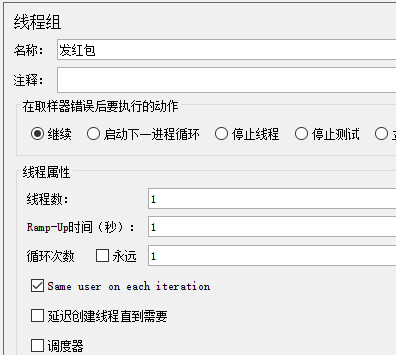 线程组
名称： 发红包
注释：
在取样器错误后要执行的动作
继续 启动下一进程循环 停止线程 停止测试
线程属性
线程数： 1
Ramp-Up时间（秒）： 1
循环次数 永远 1
Same user on each iteration
延迟创建线程直到需要
调度器